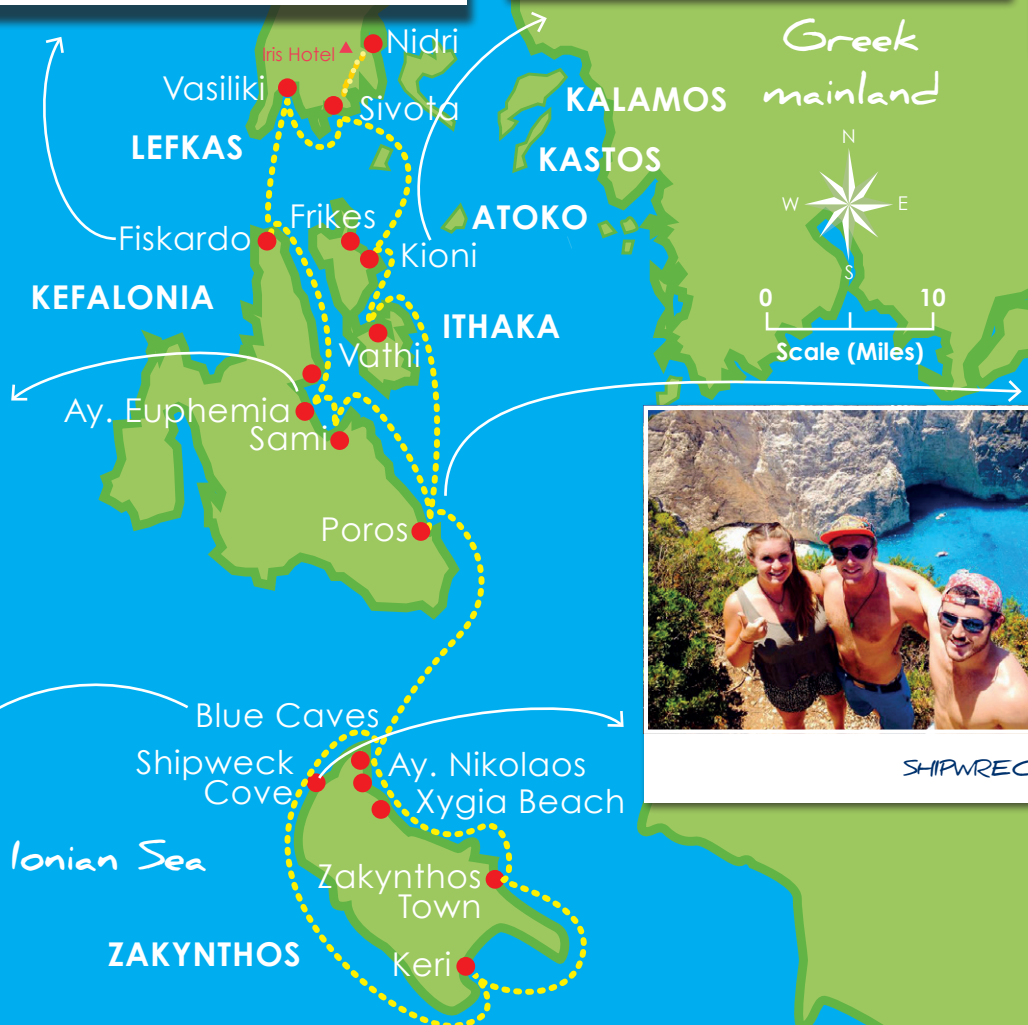 Greek
mainland
Iris Hotel
Nidri
Vasiliki
Sivota
KALAMOS
LEFKAS
KASTOS
N
W
E
S
Frikes
ATOKO
Fiskardo
Kioni
KEFALONIA
0
10
ITHAKA
Scale (Miles)
Vathi
Ay. Euphemia
Sami
Poros
Blue Caves
Shipweck
Cove
Ay. Nikolaos
Xygia Beach
SHIPWREC
Ionian Sea
Zakynthos
Town
ZAKYNTHOS
Keri